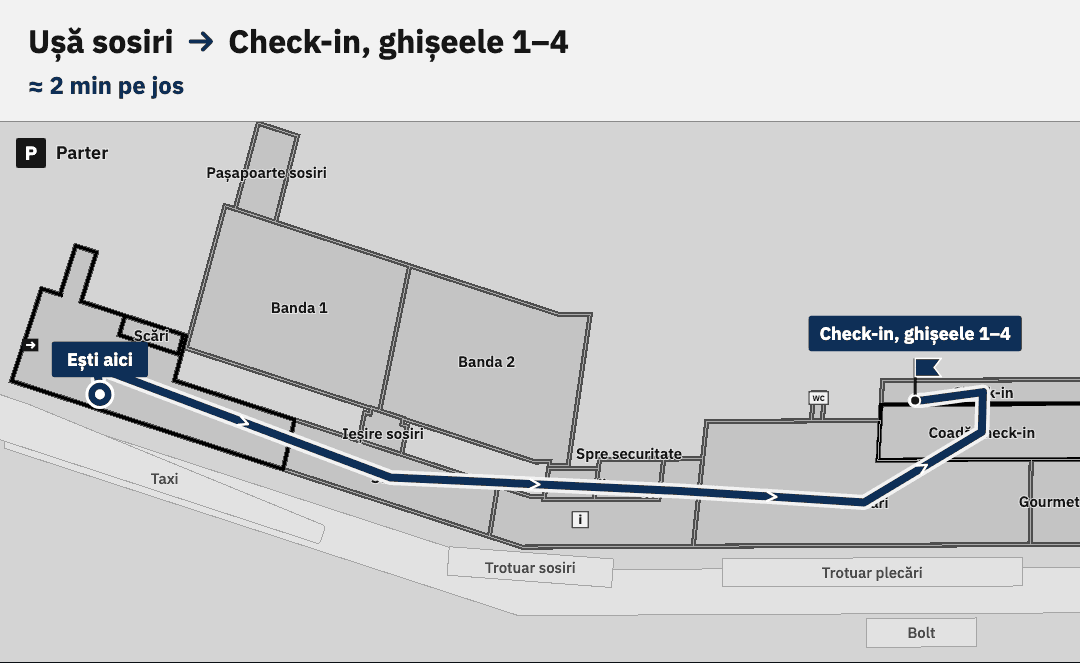 Ușă sosiri → Check-in, ghișeele 1–4
≈ 2 min pe jos
P Parter
Pașapoarte sosiri
Banda 1
Scări
Ești aici
Banda 2
Check-in, ghișeele 1–4
wc
Ieșire sosiri
Spre securitate
Taxi
i
Gourmet
Trotuar sosiri
Trotuar plecări
Bolt